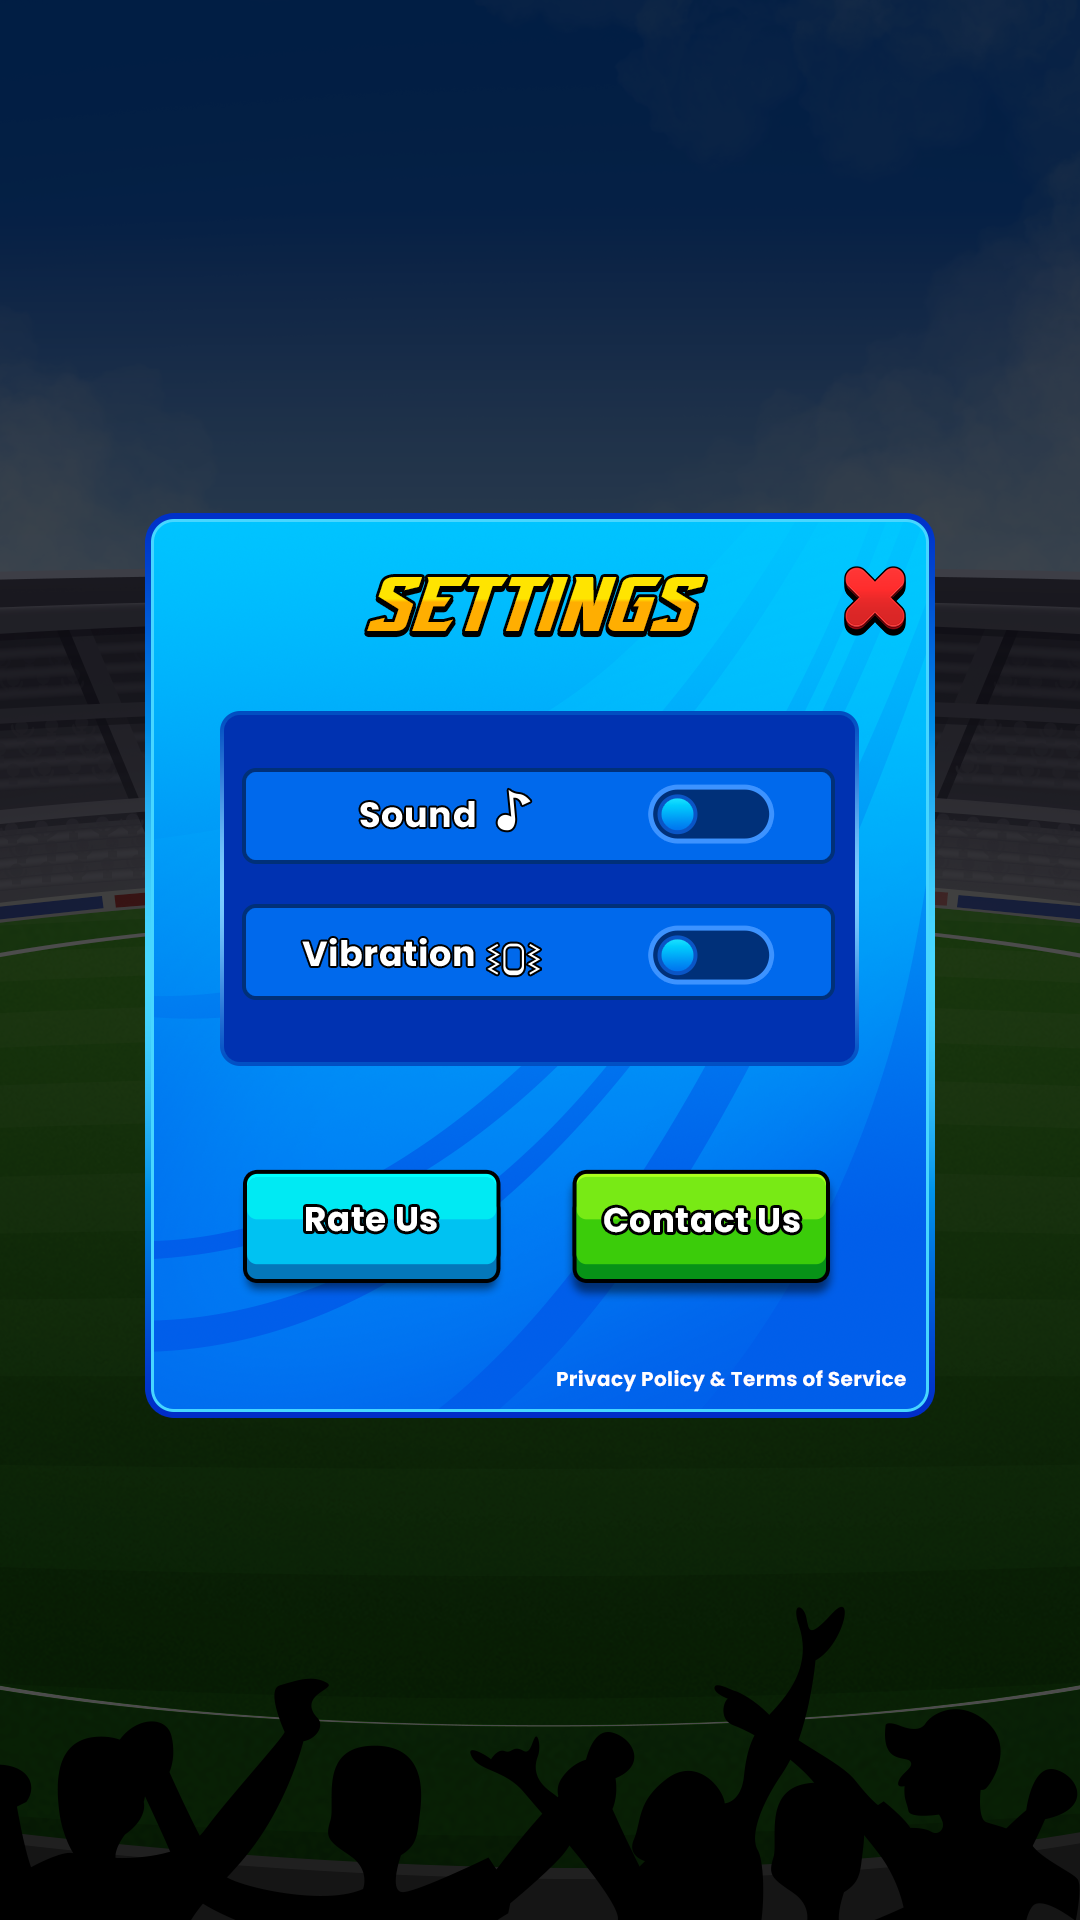 SETTINGS
Sound
Vibration
Rate Us
Contact Us
Privacy Policy & Terms of Service